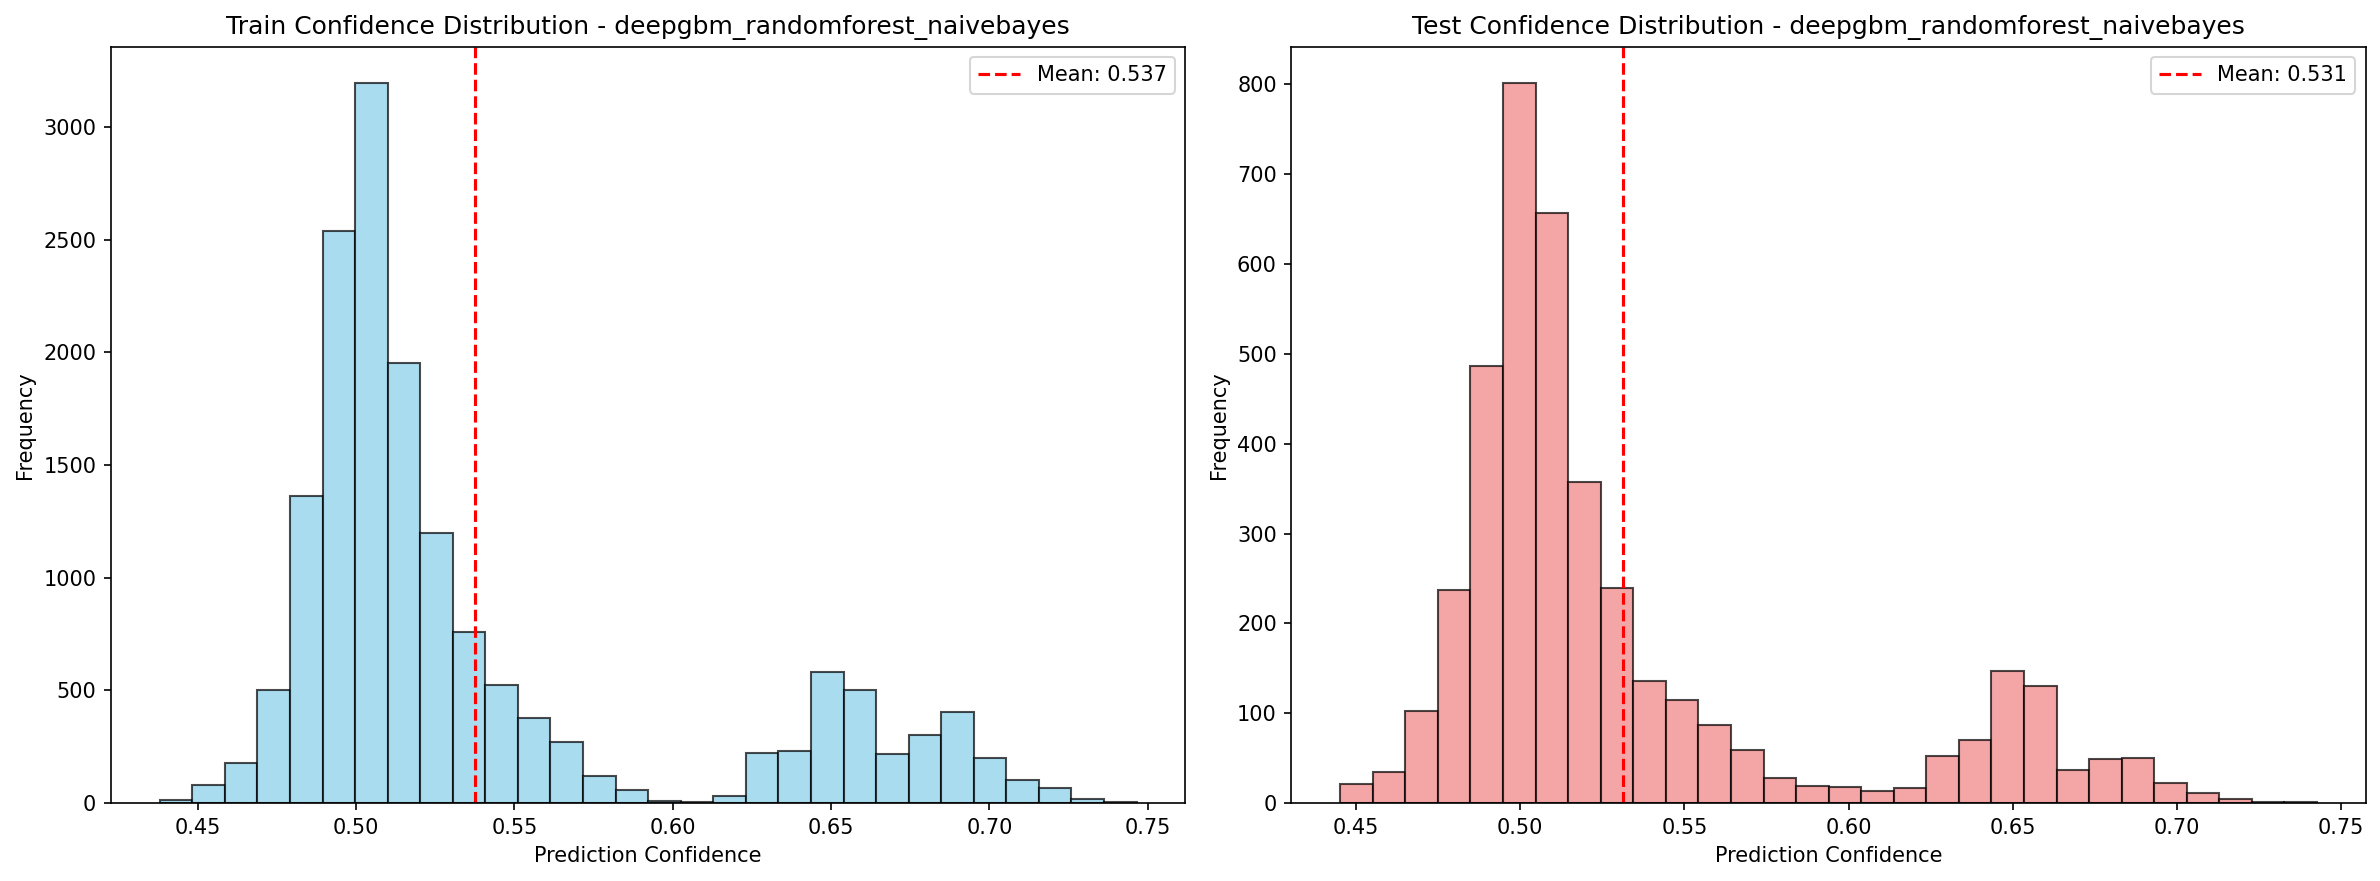 Train Confidence Distribution - deepgbm_randomforest_naivebayes
Mean: 0.537
Frequency
3000
2500
2000
1500
1000
500
0
0.45 0.50 0.55 0.60 0.65 0.70 0.75
Prediction Confidence
Test Confidence Distribution - deepgbm_randomforest_naivebayes
Mean: 0.531
Frequency
800
700
600
500
400
300
200
100
0
0.45 0.50 0.55 0.60 0.65 0.70 0.75
Prediction Confidence